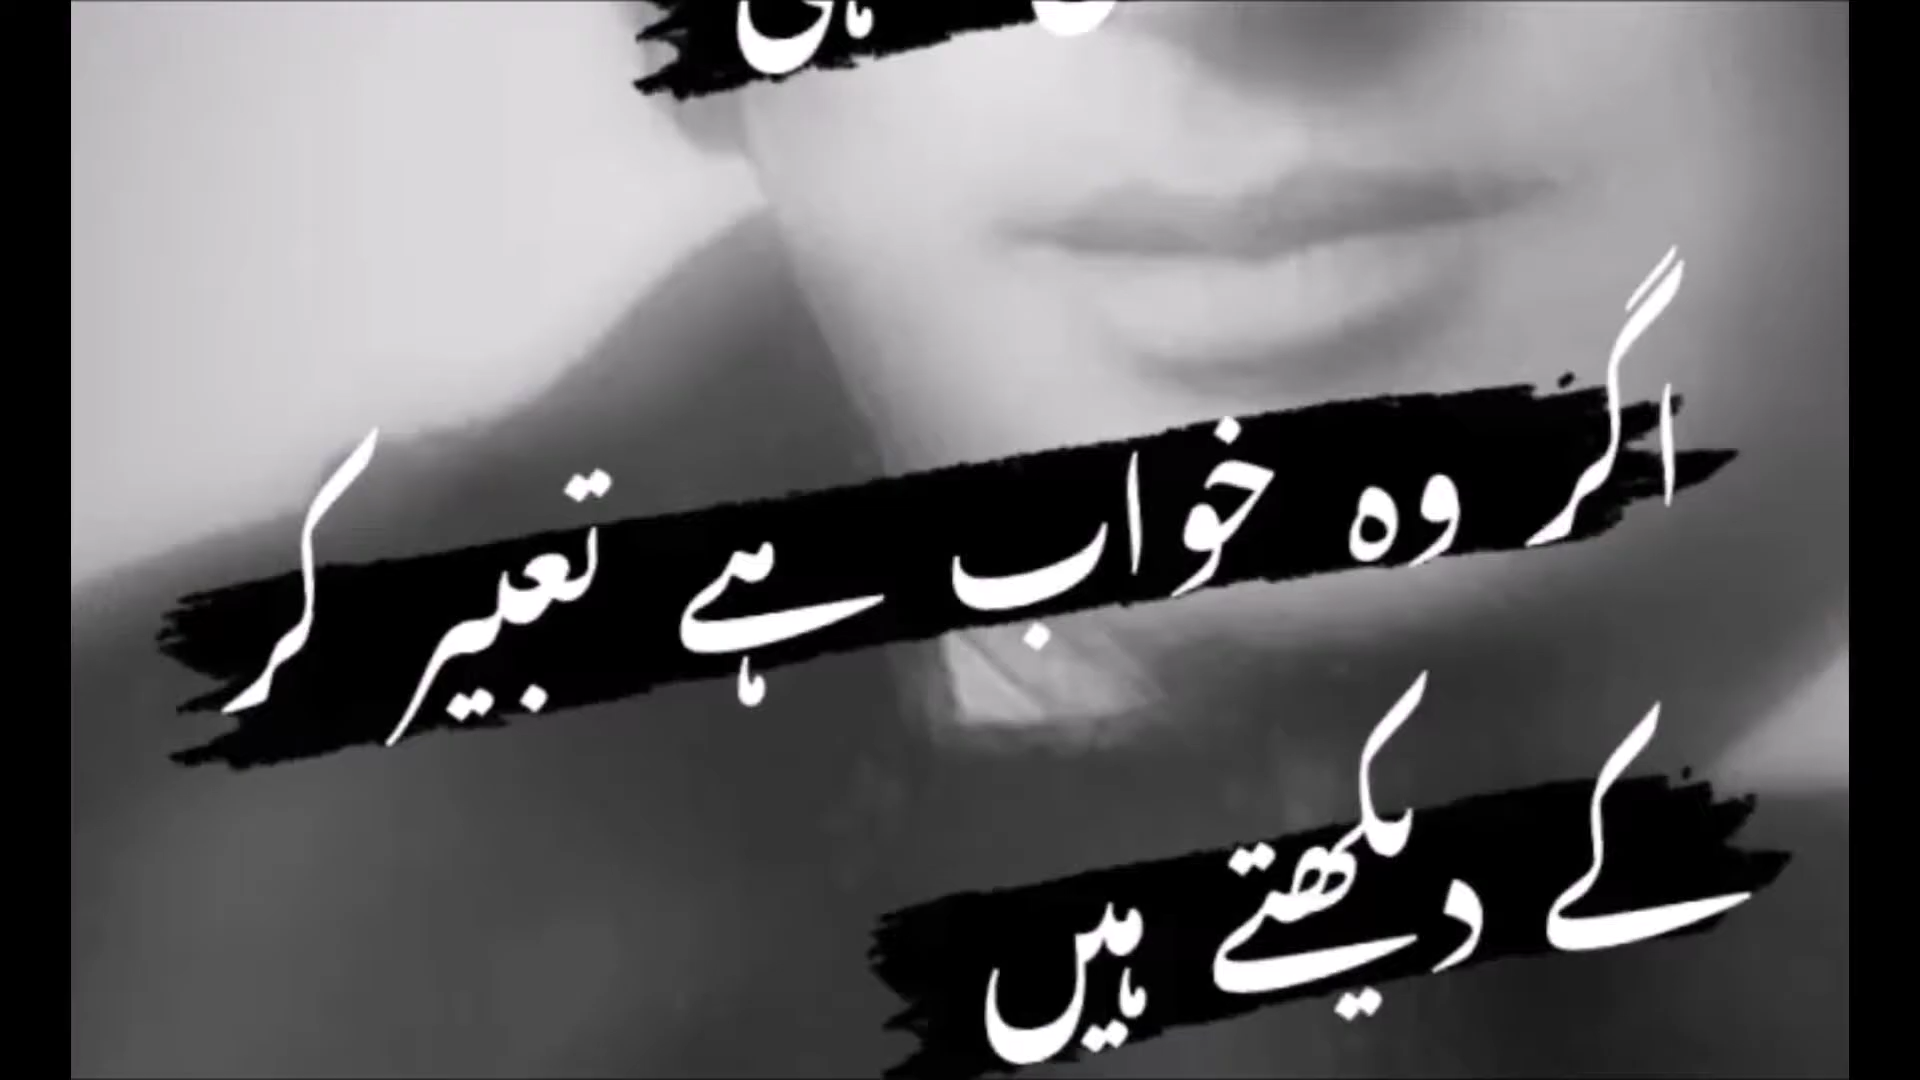 اگر وہ خواب ہے تعبیر کر
کے دیکھتے ہیں